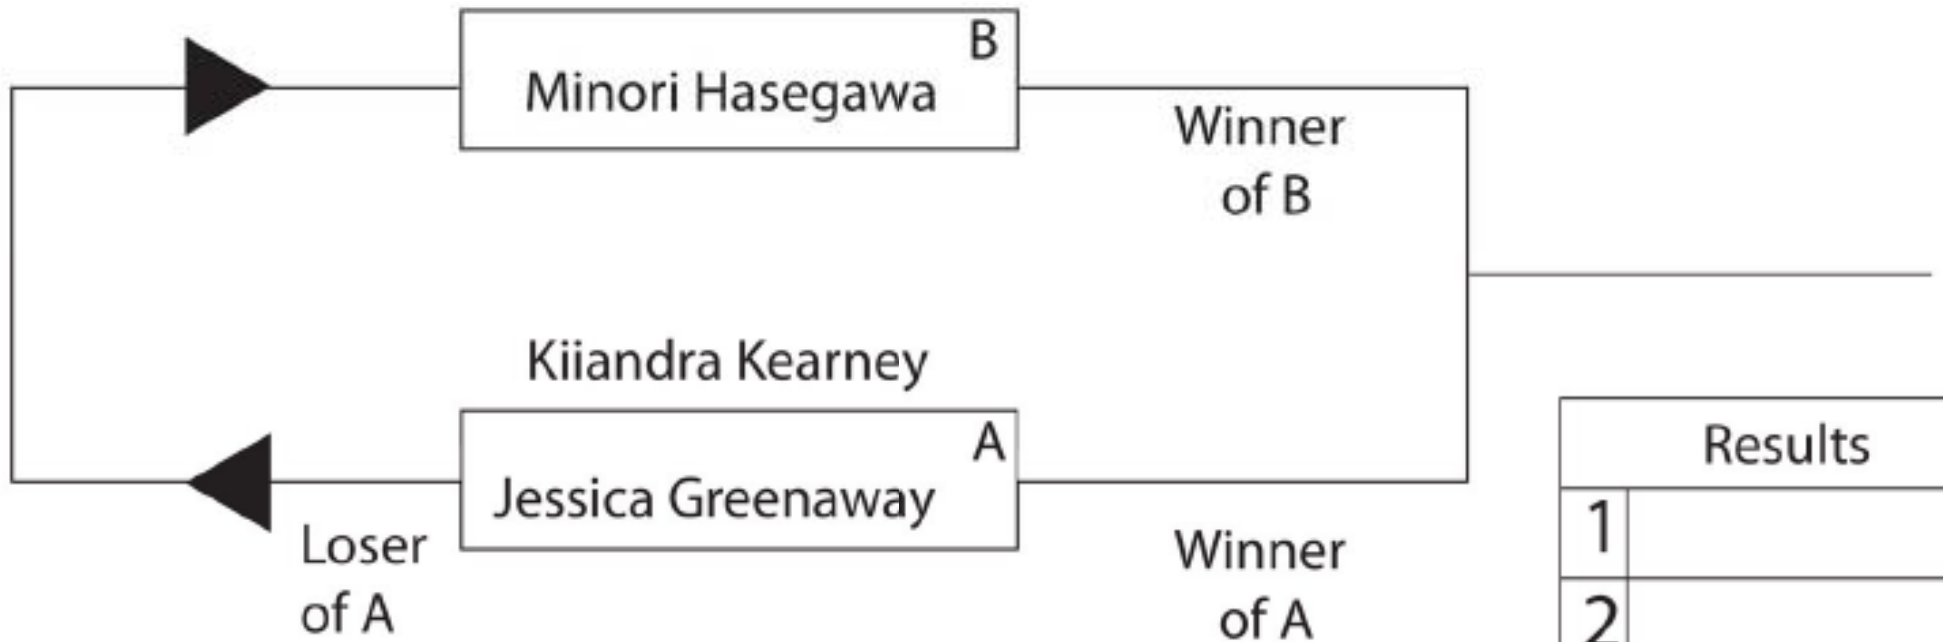 B
Minori Hasegawa
Winner
of B
Kiiandra Kearney
A
Jessica Greenaway
Loser
of A
Winner
of A
Results
1
2